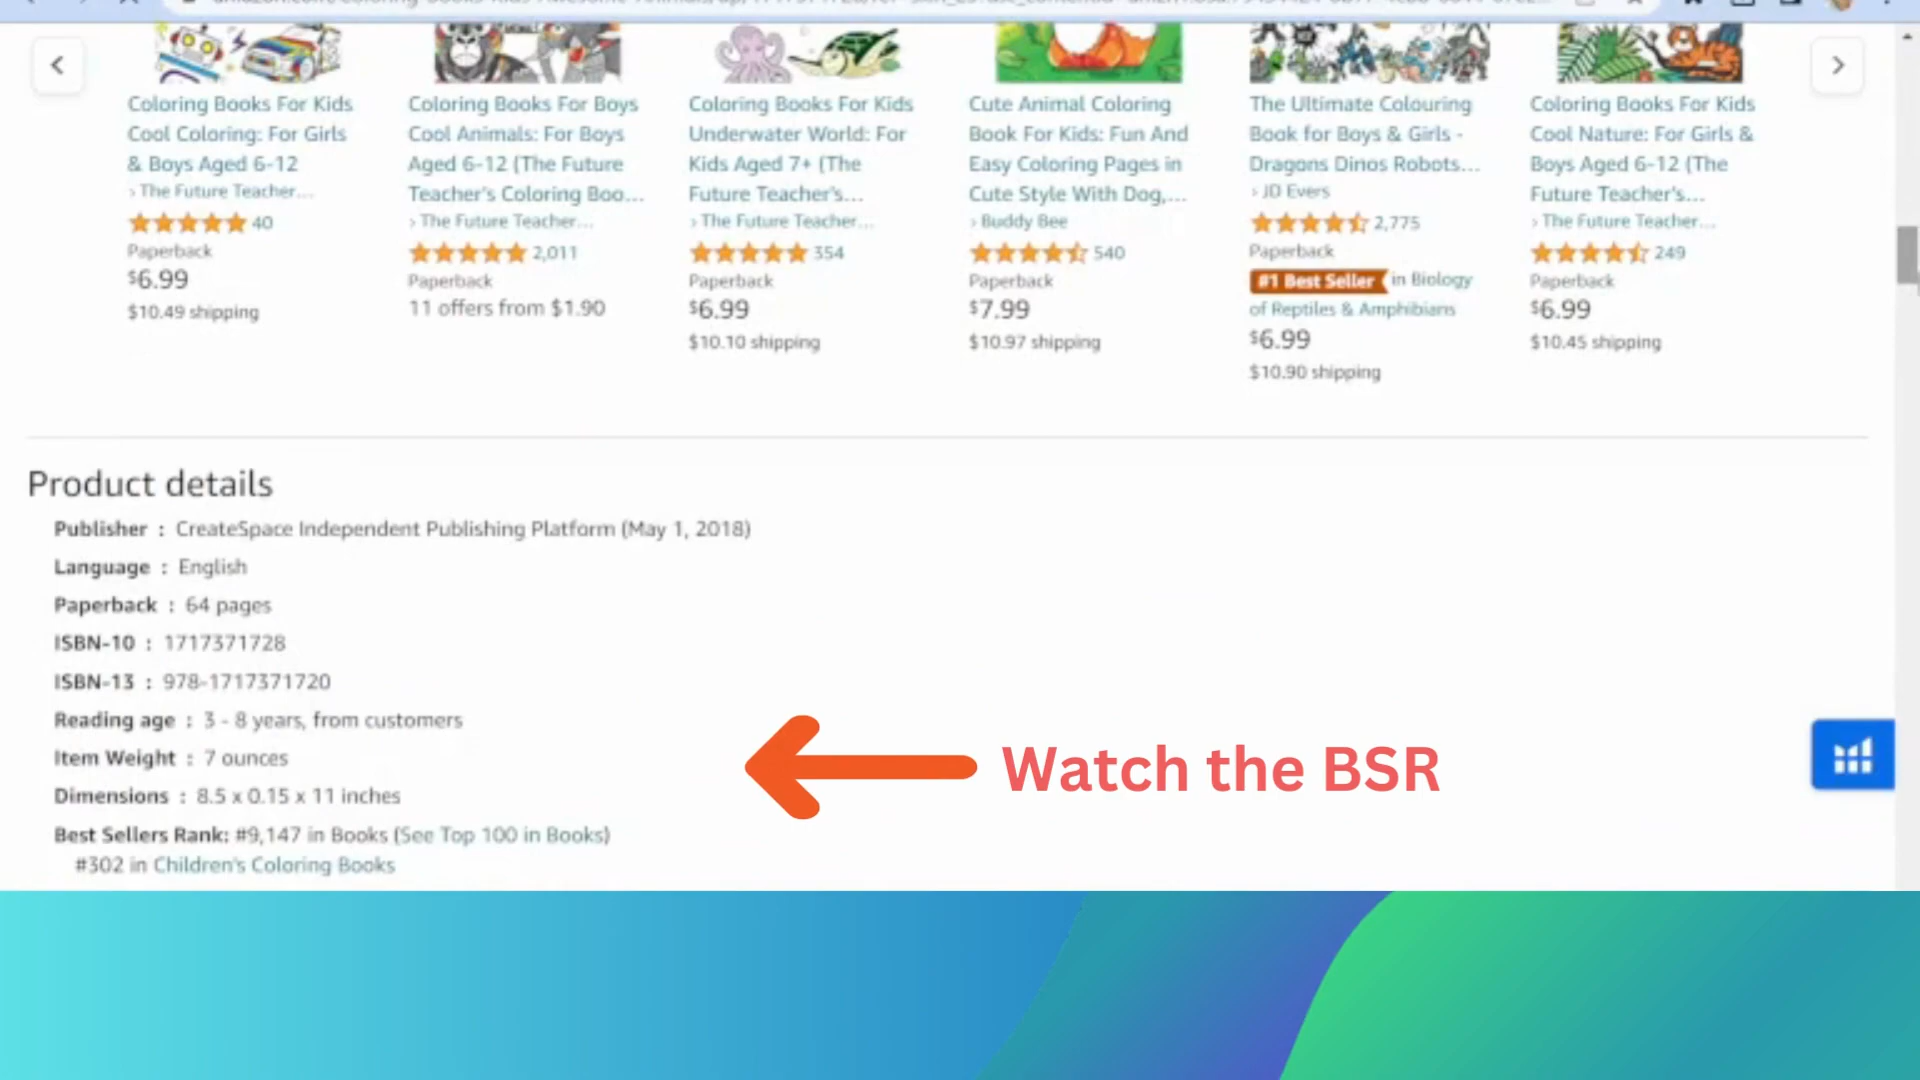 Coloring Books For Kids
Cool Coloring: For Girls
& Boys Aged 6-12
› The Future Teacher...
40
Paperback
$6.99
$10.49 shipping
Coloring Books For Boys
Cool Animals: For Boys
Aged 6-12 (The Future
Teacher's Coloring Boo...
› The Future Teacher...
2,011
Paperback
11 offers from $1.90
Coloring Books For Kids
Underwater World: For
Kids Aged 7+ (The
Future Teacher's...
› The Future Teacher...
354
Paperback
$6.99
$10.10 shipping
Cute Animal Coloring
Book For Kids: Fun And
Easy Coloring Pages in
Cute Style With Dog,...
› Buddy Bee
540
Paperback
$7.99
$10.97 shipping
The Ultimate Colouring
Book for Boys & Girls -
Dragons Dinos Robots...
› JD Evers
2,775
Paperback
#1 Best Seller in Biology
of Reptiles & Amphibians
$6.99
$10.90 shipping
Coloring Books For Kids
Cool Nature: For Girls &
Boys Aged 6-12 (The
Future Teacher's...
› The Future Teacher...
249
Paperback
$6.99
$10.45 shipping
Product details
Publisher : CreateSpace Independent Publishing Platform (May 1, 2018)
Language : English
Paperback : 64 pages
ISBN-10 : 1717371728
ISBN-13 : 978-1717371720
Reading age : 3 - 8 years, from customers
Item Weight : 7 ounces
Dimensions : 8.5 x 0.15 x 11 inches
Best Sellers Rank: #9,147 in Books (See Top 100 in Books)
#302 in Children's Coloring Books
Watch the BSR